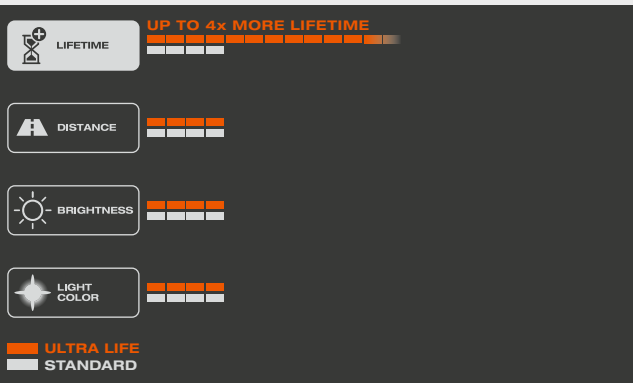 UP TO 4x MORE LIFETIME
LIFETIME
DISTANCE
BRIGHTNESS
LIGHT
COLOR
ULTRA LIFE
STANDARD